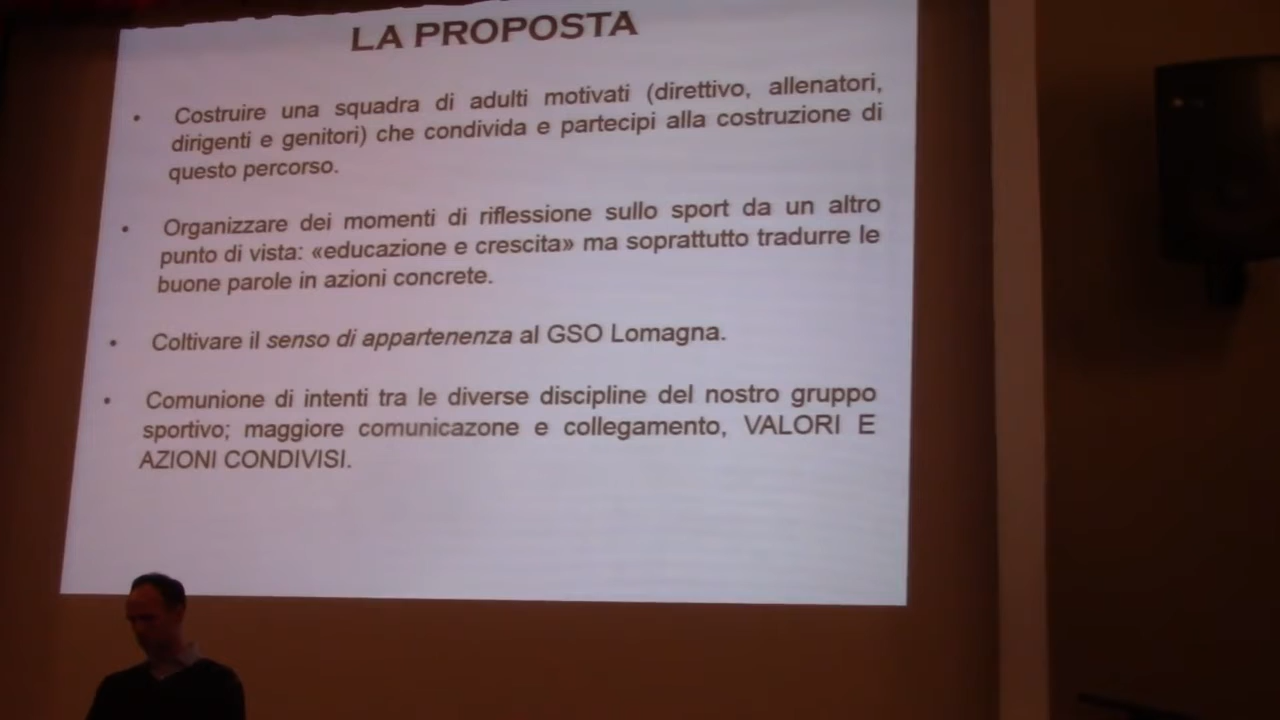 LA PROPOSTA
• Costruire una squadra di adulti motivati (direttivo, allenatori,
dirigenti e genitori) che condivida e partecipi alla costruzione di
questo percorso.
• Organizzare dei momenti di riflessione sullo sport da un altro
punto di vista: «educazione e crescita» ma soprattutto tradurre le
buone parole in azioni concrete.
• Coltivare il senso di appartenenza al GSO Lomagna.
• Comunione di intenti tra le diverse discipline del nostro gruppo
sportivo; maggiore comunicazone e collegamento, VALORI E
AZIONI CONDIVISI.